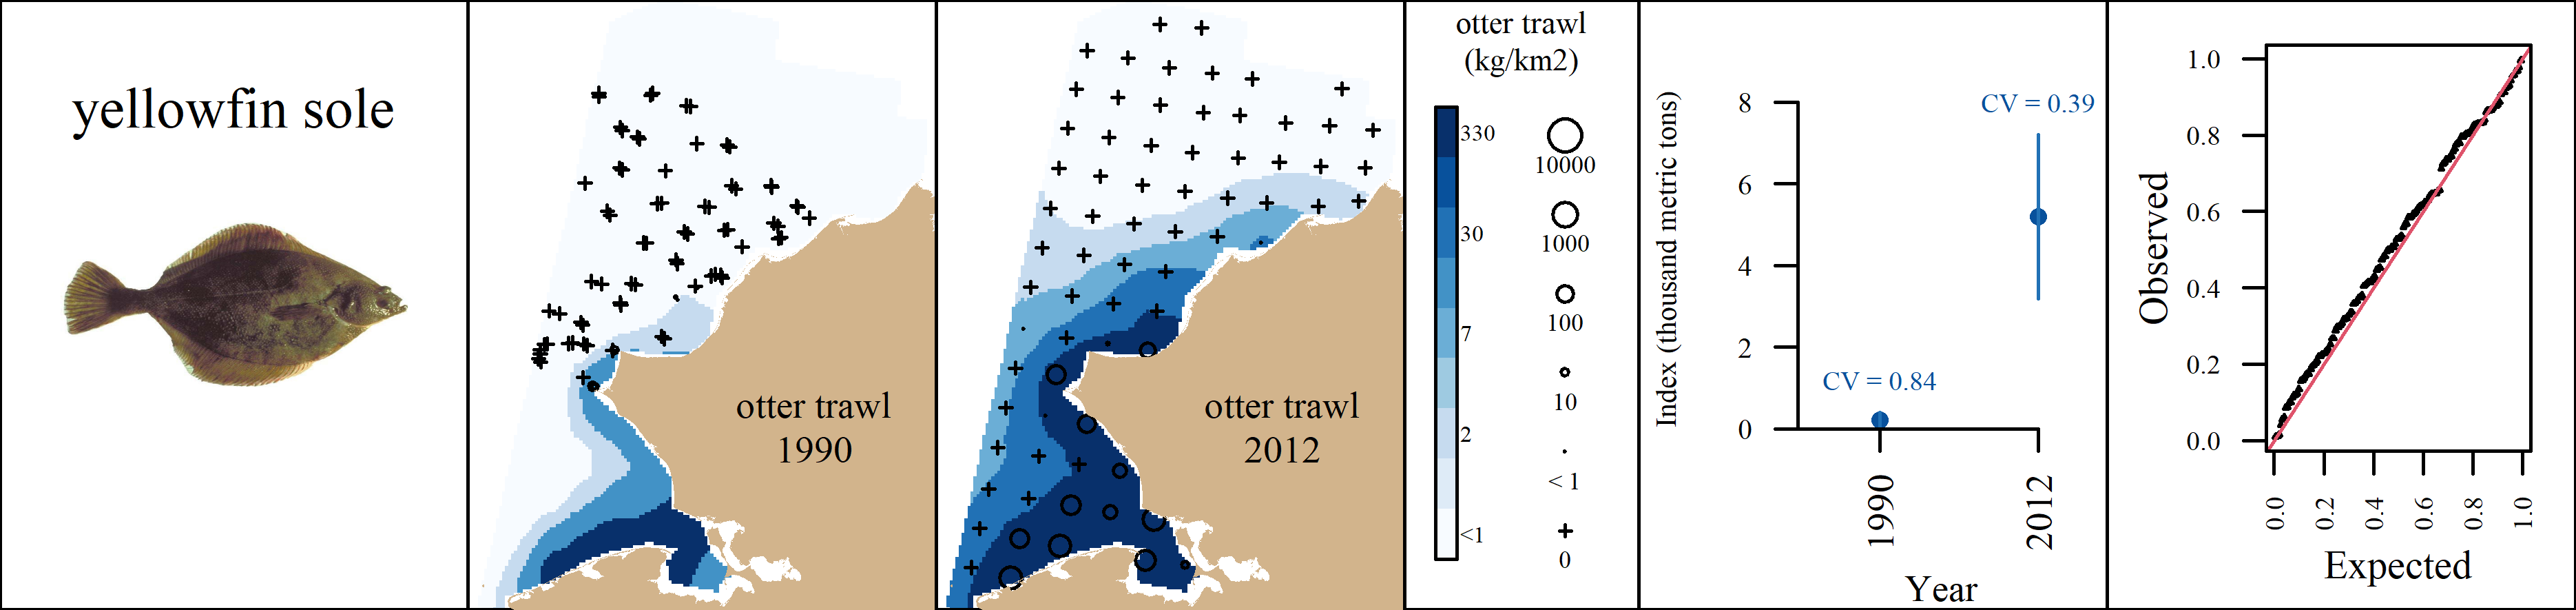 yellowfin sole
otter trawl
1990
otter trawl
2012
otter trawl
(kg/km2)
330
30
7
2
<1
10000
1000
100
10
< 1
0
Index (thousand metric tons)
8
6
4
2
0
CV = 0.84
CV = 0.39
1990
2012
Year
Observed
1.0
0.8
0.6
0.4
0.2
0.0
0.0
0.2
0.4
0.6
0.8
1.0
Expected